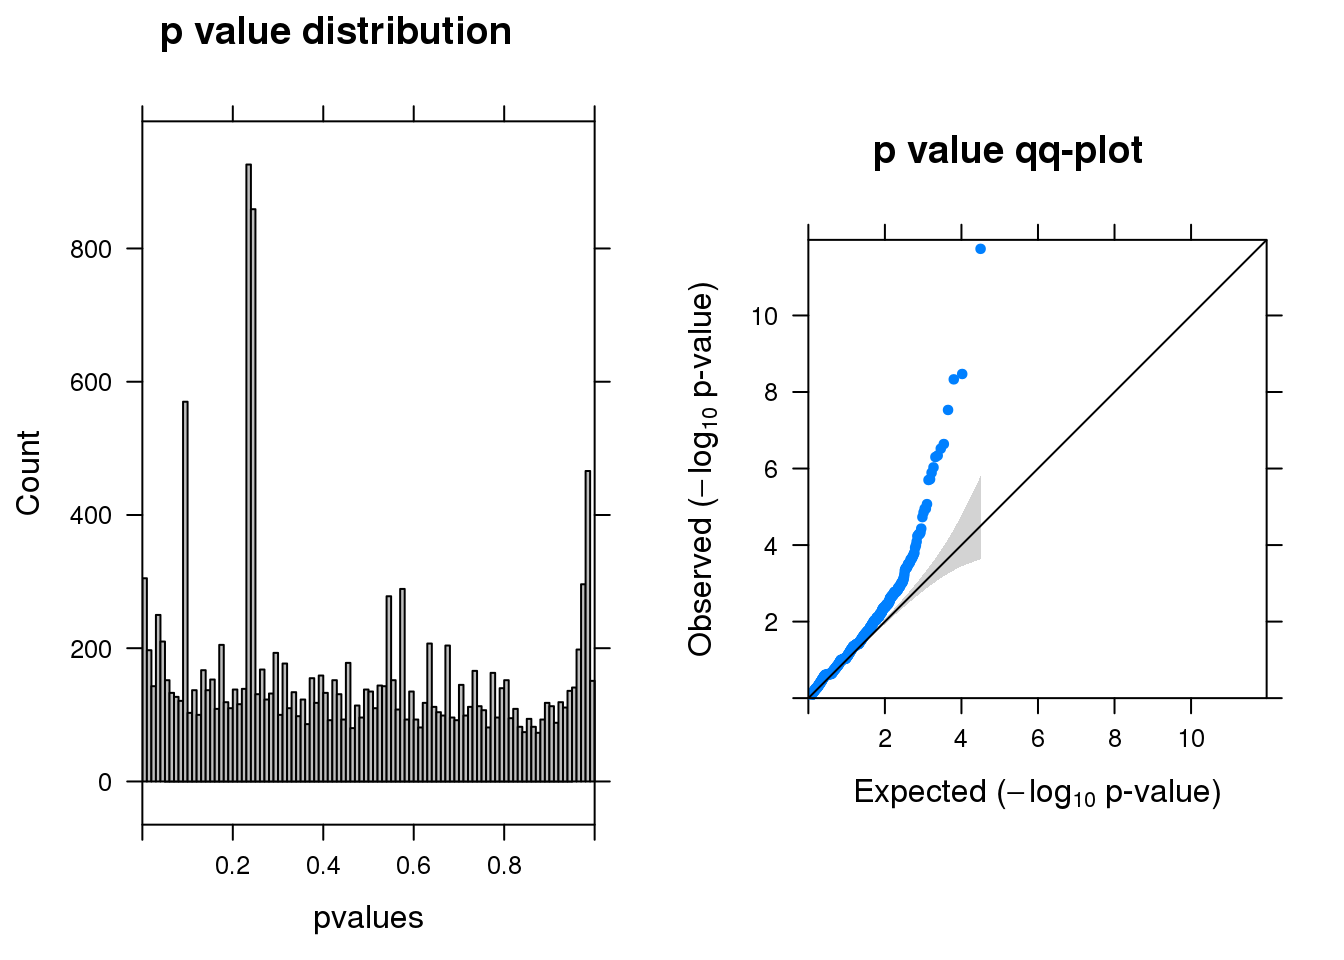 p value distribution
800
600
400
200
0
Count
0.2 0.4 0.6 0.8
pvalues
p value qq-plot
10
8
6
4
2
Observed (−log₁₀ p-value)
2 4 6 8 10
Expected (−log₁₀ p-value)